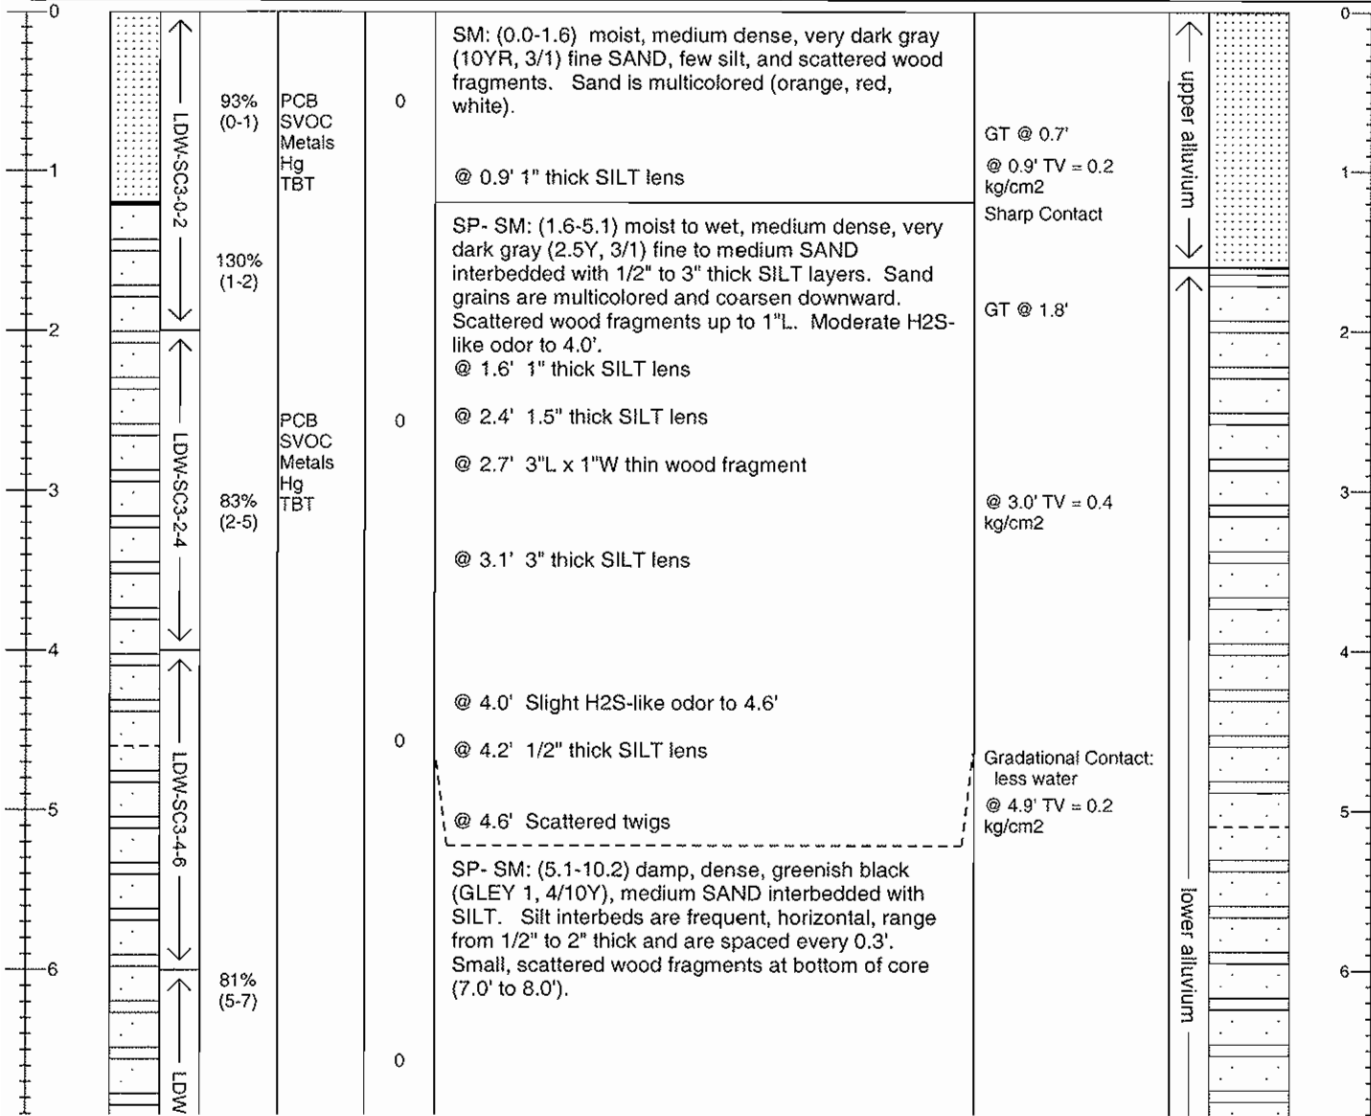 0
0
SM: (0.0-1.6) moist, medium dense, very dark gray
(10YR, 3/1) fine SAND, few silt, and scattered wood
fragments. Sand is multicolored (orange, red,
white).
@ 0.9' 1" thick SILT lens
LDW-SC3-0-2
93%
(0-1)
PCB
SVOC
Metals
Hg
TBT
0
GT @ 0.7'
@ 0.9' TV = 0.2
kg/cm2
Sharp Contact
upper alluvium
1
1
SP- SM: (1.6-5.1) moist to wet, medium dense, very
dark gray (2.5Y, 3/1) fine to medium SAND
interbedded with 1/2" to 3" thick SILT layers. Sand
grains are multicolored and coarsen downward.
Scattered wood fragments up to 1"L. Moderate H2S-
like odor to 4.0'.
@ 1.6' 1" thick SILT lens
@ 2.4' 1.5" thick SILT lens
@ 2.7' 3"L x 1"W thin wood fragment
@ 3.1' 3" thick SILT lens
@ 4.0' Slight H2S-like odor to 4.6'
@ 4.2' 1/2" thick SILT lens
@ 4.6' Scattered twigs
130%
(1-2)
GT @ 1.8'
2
2
LDW-SC3-2-4
83%
(2-5)
PCB
SVOC
Metals
Hg
TBT
0
@ 3.0' TV = 0.4
kg/cm2
3
3
4
4
LDW-SC3-4-6
0
Gradational Contact:
less water
@ 4.9' TV = 0.2
kg/cm2
5
5
SP- SM: (5.1-10.2) damp, dense, greenish black
(GLEY 1, 4/10Y), medium SAND interbedded with
SILT. Silt interbeds are frequent, horizontal, range
from 1/2" to 2" thick and are spaced every 0.3'.
Small, scattered wood fragments at bottom of core
(7.0' to 8.0').
lower alluvium
6
6
81%
(5-7)
0
LDW